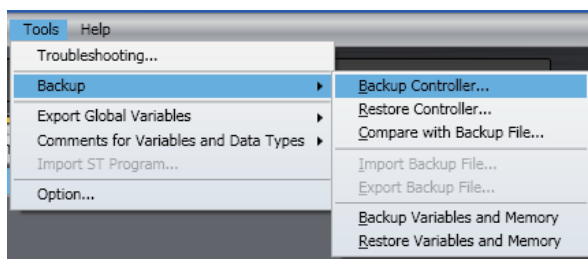 Tools Help
Troubleshooting...
Backup
Export Global Variables
Comments for Variables and Data Types
Import ST Program...
Option...
Backup Controller...
Restore Controller...
Compare with Backup File...
Import Backup File...
Export Backup File...
Backup Variables and Memory
Restore Variables and Memory